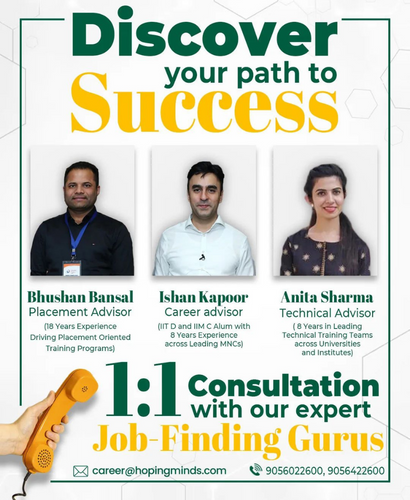 Discover
your path to
Success
Bhushan Bansal
Placement Advisor
(18 Years Experience
Driving Placement Oriented
Training Programs)
Ishan Kapoor
Career advisor
(IIT D and IIM C Alum with
8 Years Experience
across Leading MNCs)
Anita Sharma
Technical Advisor
( 8 Years in Leading
Technical Training Teams
across Universities
and Institutes)
1:1 Consultation
with our expert
Job-Finding Gurus
career@hopingminds.com
9056022600, 9056422600